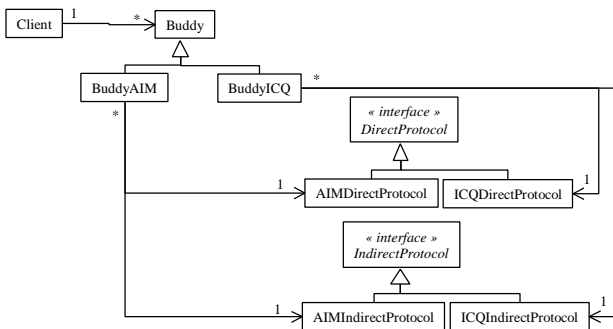 Client
1
*
Buddy
BuddyAIM
BuddyICQ
*
*
« interface »
DirectProtocol
1
AIMDirectProtocol
ICQDirectProtocol
1
« interface »
IndirectProtocol
1
AIMIndirectProtocol
ICQIndirectProtocol
1